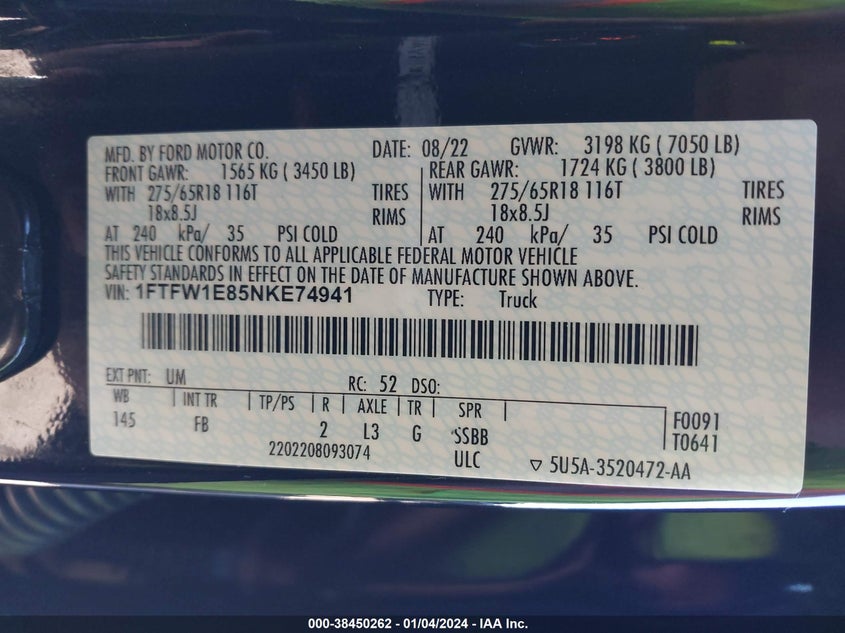 MFD. BY FORD MOTOR CO. DATE: 08/22 GVWR: 3198 KG ( 7050 LB)
FRONT GAWR: 1565 KG ( 3450 LB) REAR GAWR: 1724 KG ( 3800 LB)
WITH 275/65R18 116T TIRES WITH 275/65R18 116T TIRES
18x8.5J RIMS 18x8.5J RIMS
AT 240 kPa/ 35 PSI COLD AT 240 kPa/ 35 PSI COLD
THIS VEHICLE CONFORMS TO ALL APPLICABLE FEDERAL MOTOR VEHICLE
SAFETY STANDARDS IN EFFECT ON THE DATE OF MANUFACTURE SHOWN ABOVE.
VIN: 1FTFW1E85NKE74941 TYPE: Truck
EXT PNT: UM RC: 52 DSO:
WB INT TR TP/PS R AXLE TR SPR F0091
145 FB 2 L3 G SSBB T0641
2202208093074 ULC ▽ 5U5A-3520472-AA
000-38450262 - 01/04/2024 - IAA Inc.